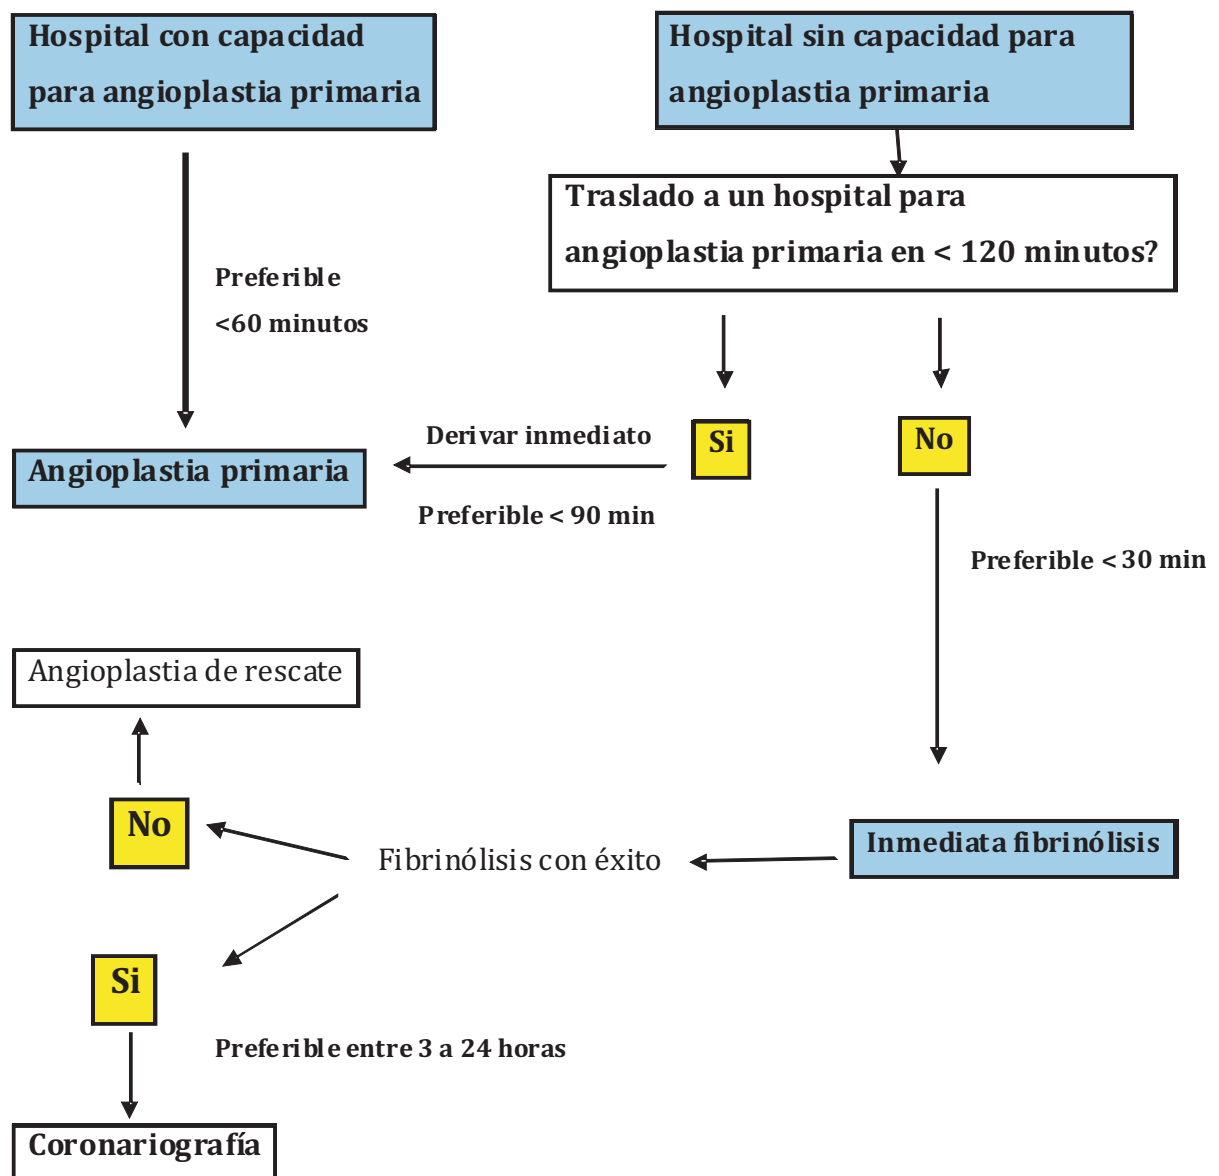 Hospital con capacidad
para angioplastia primaria
Hospital sin capacidad para
angioplastia primaria
Traslado a un hospital para
angioplastia primaria en < 120 minutos?
Preferible
<60 minutos
Si
No
Derivar inmediato
Angioplastia primaria
Preferible < 90 min
Preferible < 30 min
Angioplastia de rescate
No
Fibrinólisis con éxito
Inmediata fibrinólisis
Si
Preferible entre 3 a 24 horas
Coronariografía